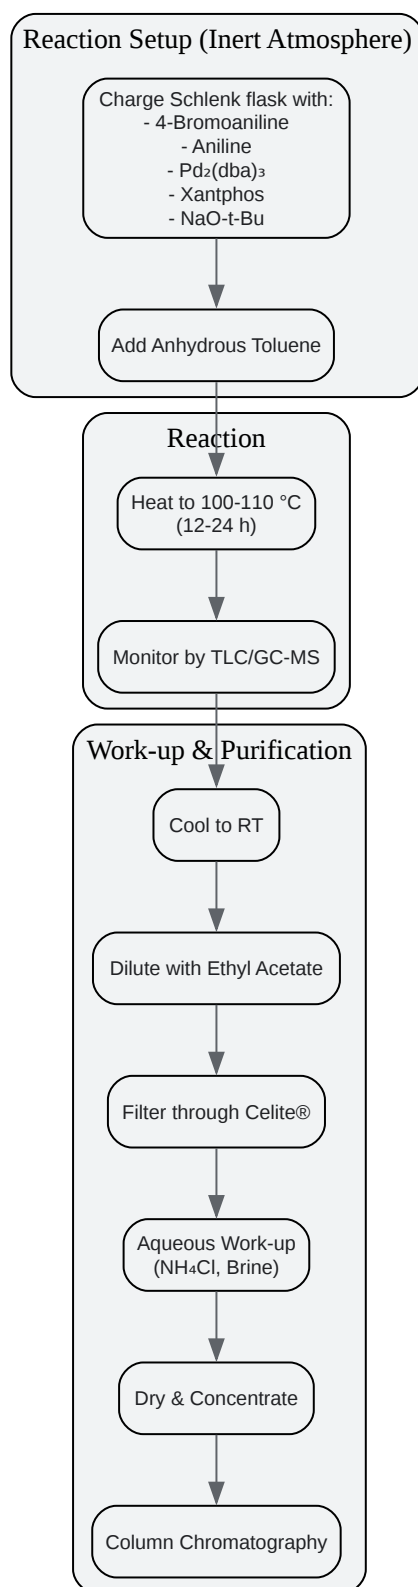 Reaction Setup (Inert Atmosphere)
Charge Schlenk flask with:
- 4-Bromoaniline
- Aniline
- Pd₂(dba)₃
- Xantphos
- NaO-t-Bu
Add Anhydrous Toluene
Reaction
Heat to 100-110 °C
(12-24 h)
Monitor by TLC/GC-MS
Work-up & Purification
Cool to RT
Dilute with Ethyl Acetate
Filter through Celite®
Aqueous Work-up
(NH₄Cl, Brine)
Dry & Concentrate
Column Chromatography